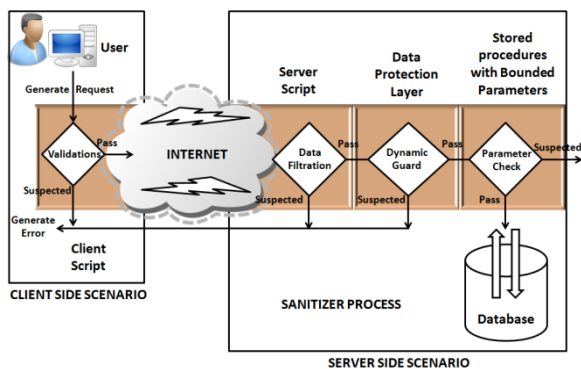 User
Generate Request
Validations
Pass
Suspected
Generate
Error
Client
Script
CLIENT SIDE SCENARIO
INTERNET
Server
Script
Data
Protection
Layer
Stored
procedures
with Bounded
Parameters
Data
Filtration
Pass
Suspected
Dynamic
Guard
Pass
Suspected
Parameter
Check
Suspected
Pass
Database
SANITIZER PROCESS
SERVER SIDE SCENARIO